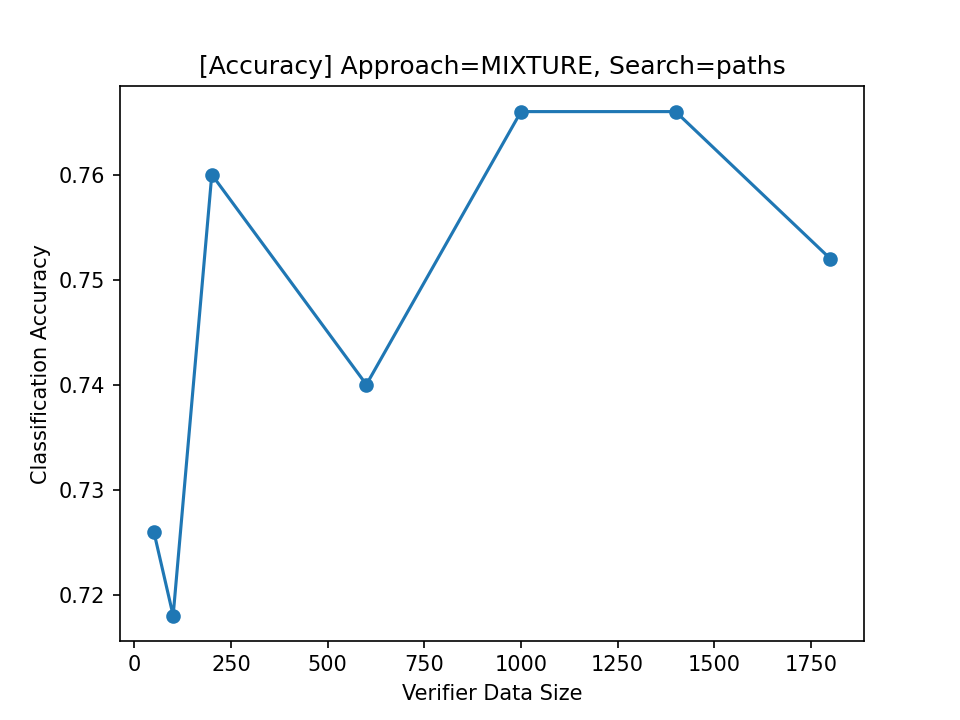 [Accuracy] Approach=MIXTURE, Search=paths
0.76
0.75
0.74
0.73
0.72
Classification Accuracy
0 250 500 750 1000 1250 1500 1750
Verifier Data Size